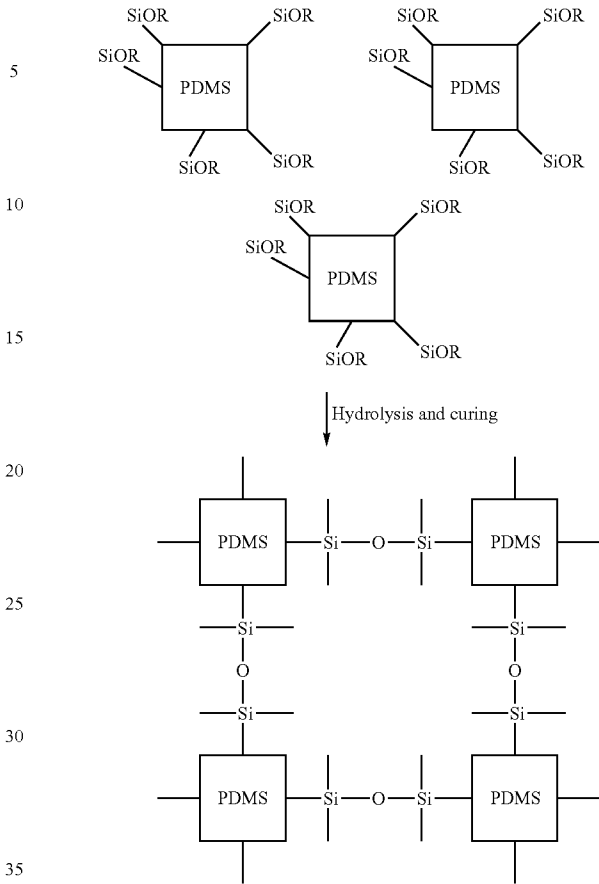 SiOR SiOR SiOR SiOR
5 SiOR PDMS SiOR PDMS
SiOR SiOR SiOR SiOR
10 SiOR SiOR
SiOR PDMS
15 SiOR SiOR
Hydrolysis and curing
20
PDMS Si O Si PDMS
25 Si Si
O O
Si Si
30
PDMS Si O Si PDMS
35